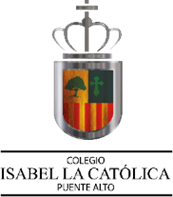 COLEGIO
ISABEL LA CATÓLICA
PUENTE ALTO